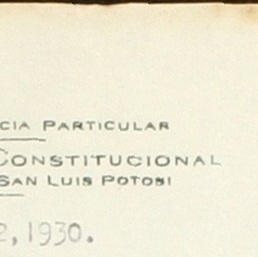 CIA PARTICULAR
CONSTITUCIONAL
SAN LUIS POTOSI
2, 1930.